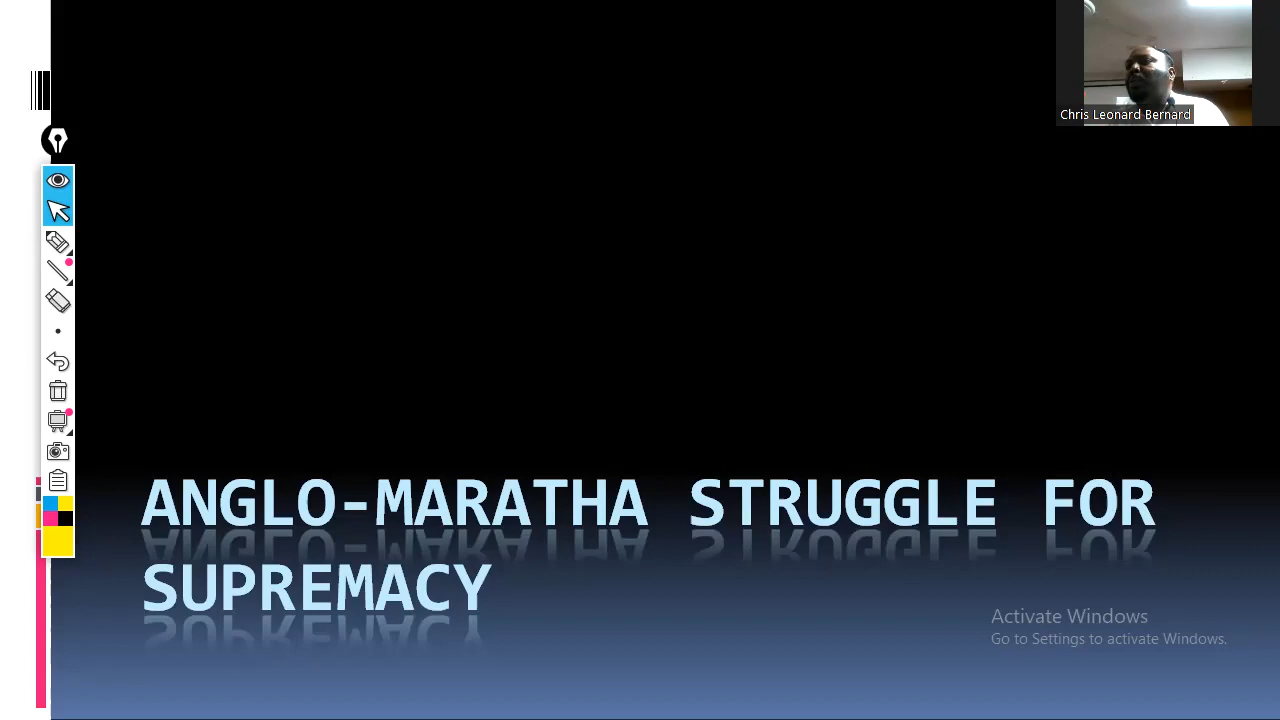 Chris Leonard Bernard
ANGLO-MARATHA STRUGGLE FOR
SUPREMACY
Activate Windows
Go to Settings to activate Windows.